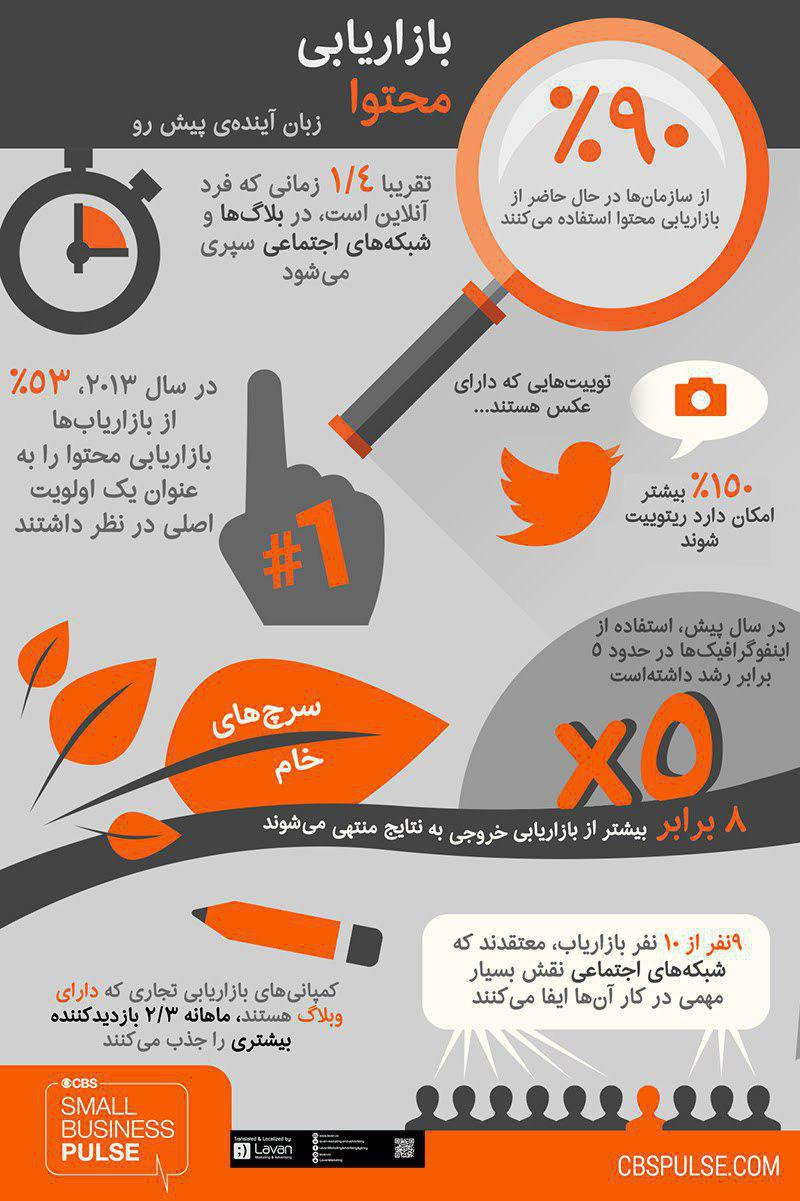 بازاریابی
محتوا
زبان آینده‌ی پیش رو
٪۹۰
از سازمان‌ها در حال حاضر از
بازاریابی محتوا استفاده می‌کنند
تقریبا ۱/٤ زمانی که فرد
آنلاین است، در بلاگ‌ها و
شبکه‌های اجتماعی سپری
می‌شود
توییت‌هایی که دارای
عکس هستند...
٪۱۵۰ بیشتر
امکان دارد ریتوییت
شوند
در سال ۲۰۱۳، ۵۳٪
از بازاریاب‌ها
بازاریابی محتوا را به
عنوان یک اولویت
اصلی در نظر داشتند
#1
در سال پیش، استفاده از
اینفوگرافیک‌ها در حدود ۵
برابر رشد داشته‌است
x۵
سرچ‌های
خام
۸ برابر بیشتر از بازاریابی خروجی به نتایج منتهی می‌شوند
۹نفر از ۱۰ نفر بازاریاب، معتقدند که
شبکه‌های اجتماعی نقش بسیار
مهمی در کار آن‌ها ایفا می‌کنند
کمپانی‌های بازاریابی تجاری که دارای
وبلاگ هستند، ماهانه ۲/۳ بازدیدکننده
بیشتری را جذب می‌کنند
CBS
SMALL
BUSINESS
PULSE
Translated & Localized by:
Lavan
Marketing & Advertising
CBSPULSE.COM